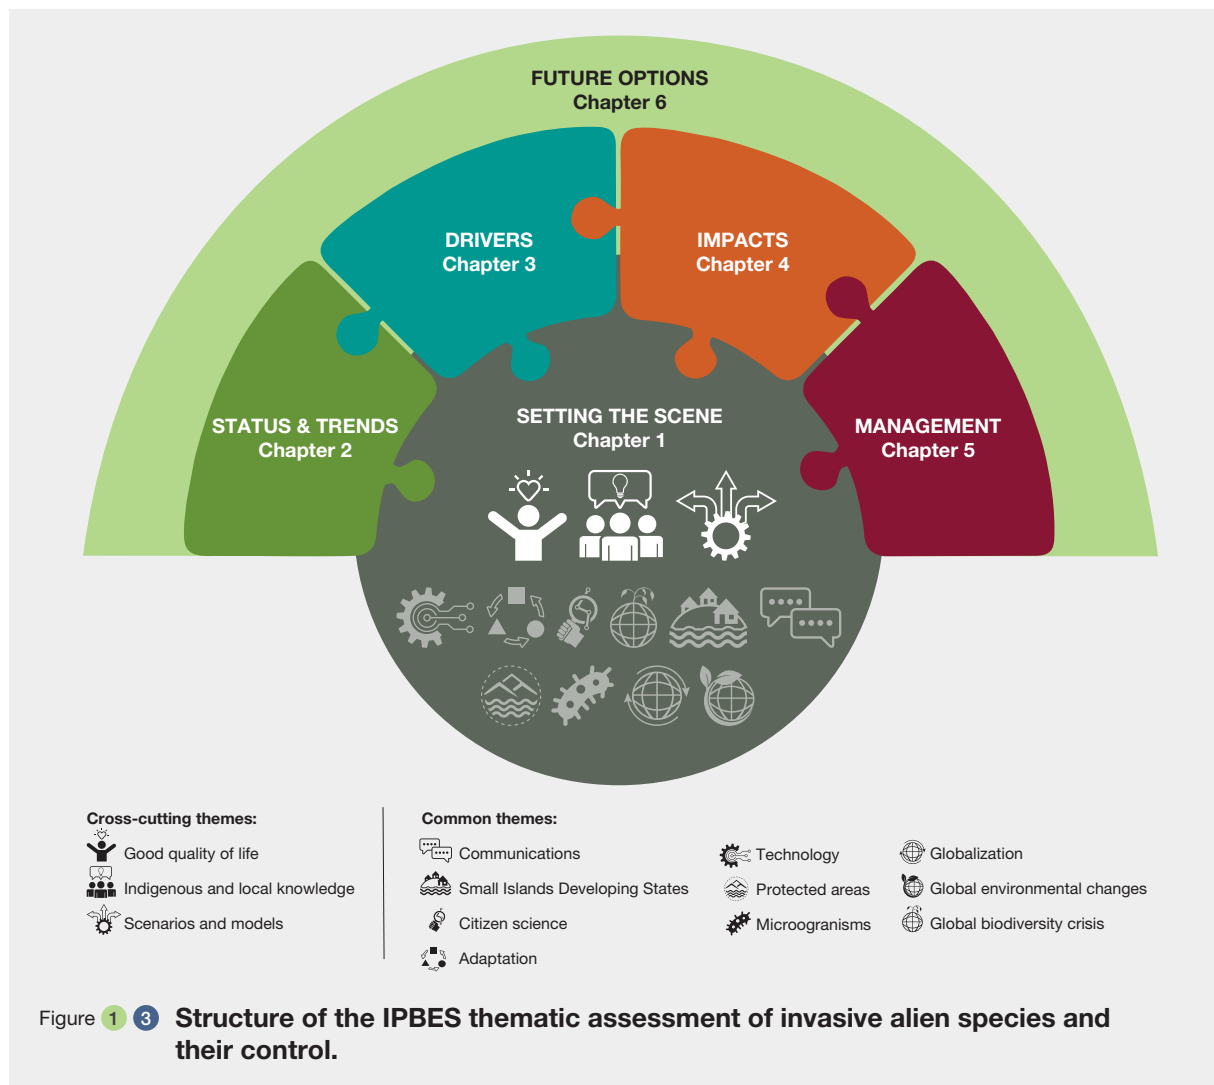 FUTURE OPTIONS
Chapter 6
DRIVERS
Chapter 3
IMPACTS
Chapter 4
STATUS & TRENDS
Chapter 2
SETTING THE SCENE
Chapter 1
MANAGEMENT
Chapter 5
Cross-cutting themes:
Good quality of life
Indigenous and local knowledge
Scenarios and models
Common themes:
Communications
Small Islands Developing States
Citizen science
Adaptation
Technology
Protected areas
Microogranisms
Globalization
Global environmental changes
Global biodiversity crisis
Figure 1 3 Structure of the IPBES thematic assessment of invasive alien species and
their control.